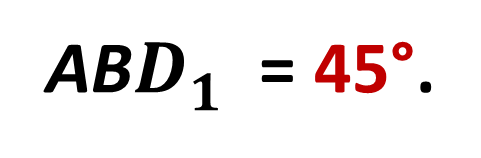 ABD₁ = 45°.